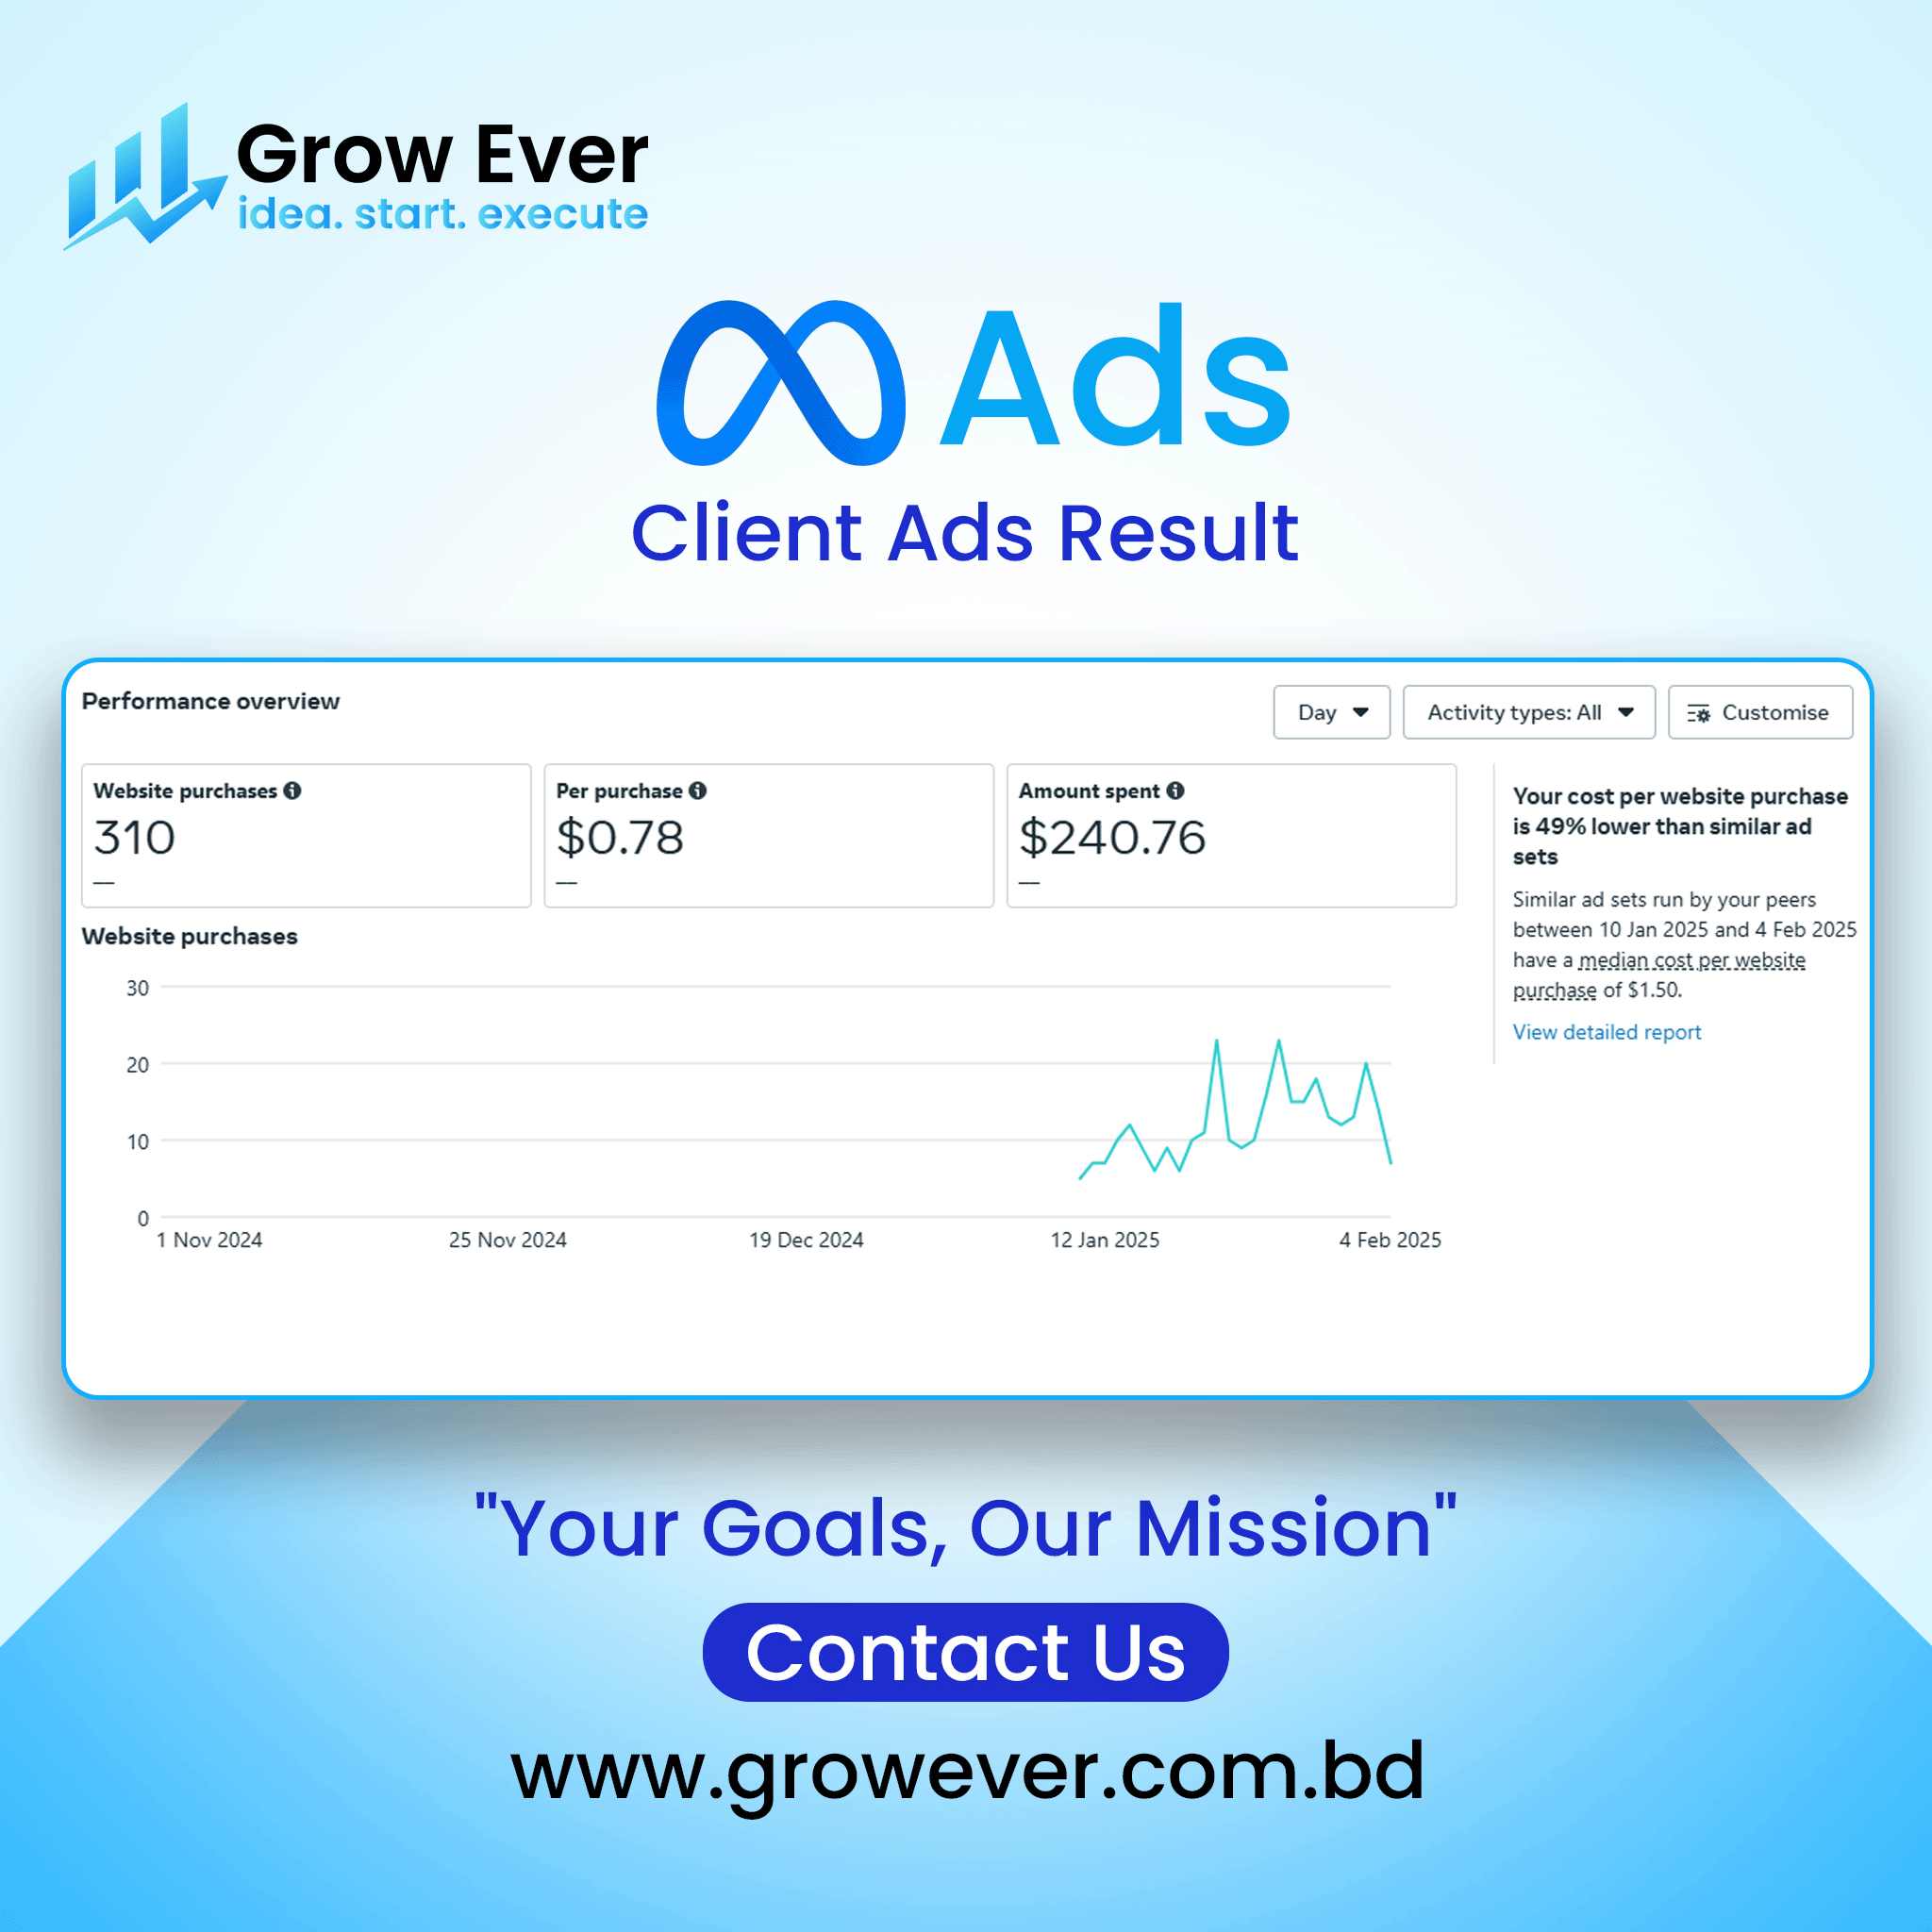 Grow Ever
idea. start. execute
Ads
Client Ads Result
Performance overview
Day
Activity types: All
Customise
Website purchases
310
—
Per purchase
$0.78
—
Amount spent
$240.76
—
Your cost per website purchase
is 49% lower than similar ad
sets
Similar ad sets run by your peers
between 10 Jan 2025 and 4 Feb 2025
have a median cost per website
purchase of $1.50.
View detailed report
Website purchases
30
20
10
0
1 Nov 2024
25 Nov 2024
19 Dec 2024
12 Jan 2025
4 Feb 2025
"Your Goals, Our Mission"
Contact Us
www.growever.com.bd